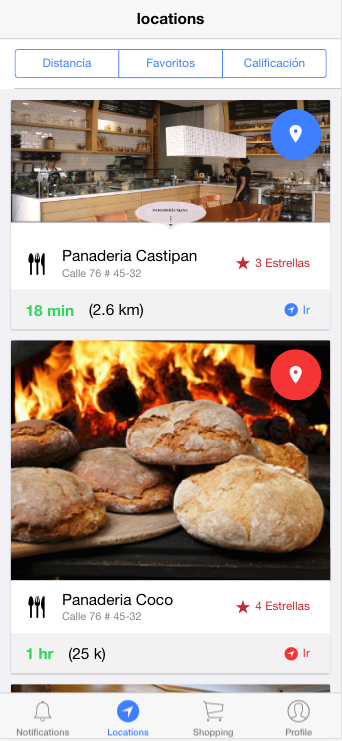 locations
Distancia Favoritos Calificación
PANADERÍA MASA
Panaderia Castipan
Calle 76 # 45-32
3 Estrellas
18 min (2.6 km) Ir
Panaderia Coco
Calle 76 # 45-32
4 Estrellas
1 hr (25 k) Ir
Notifications Locations Shopping Profile